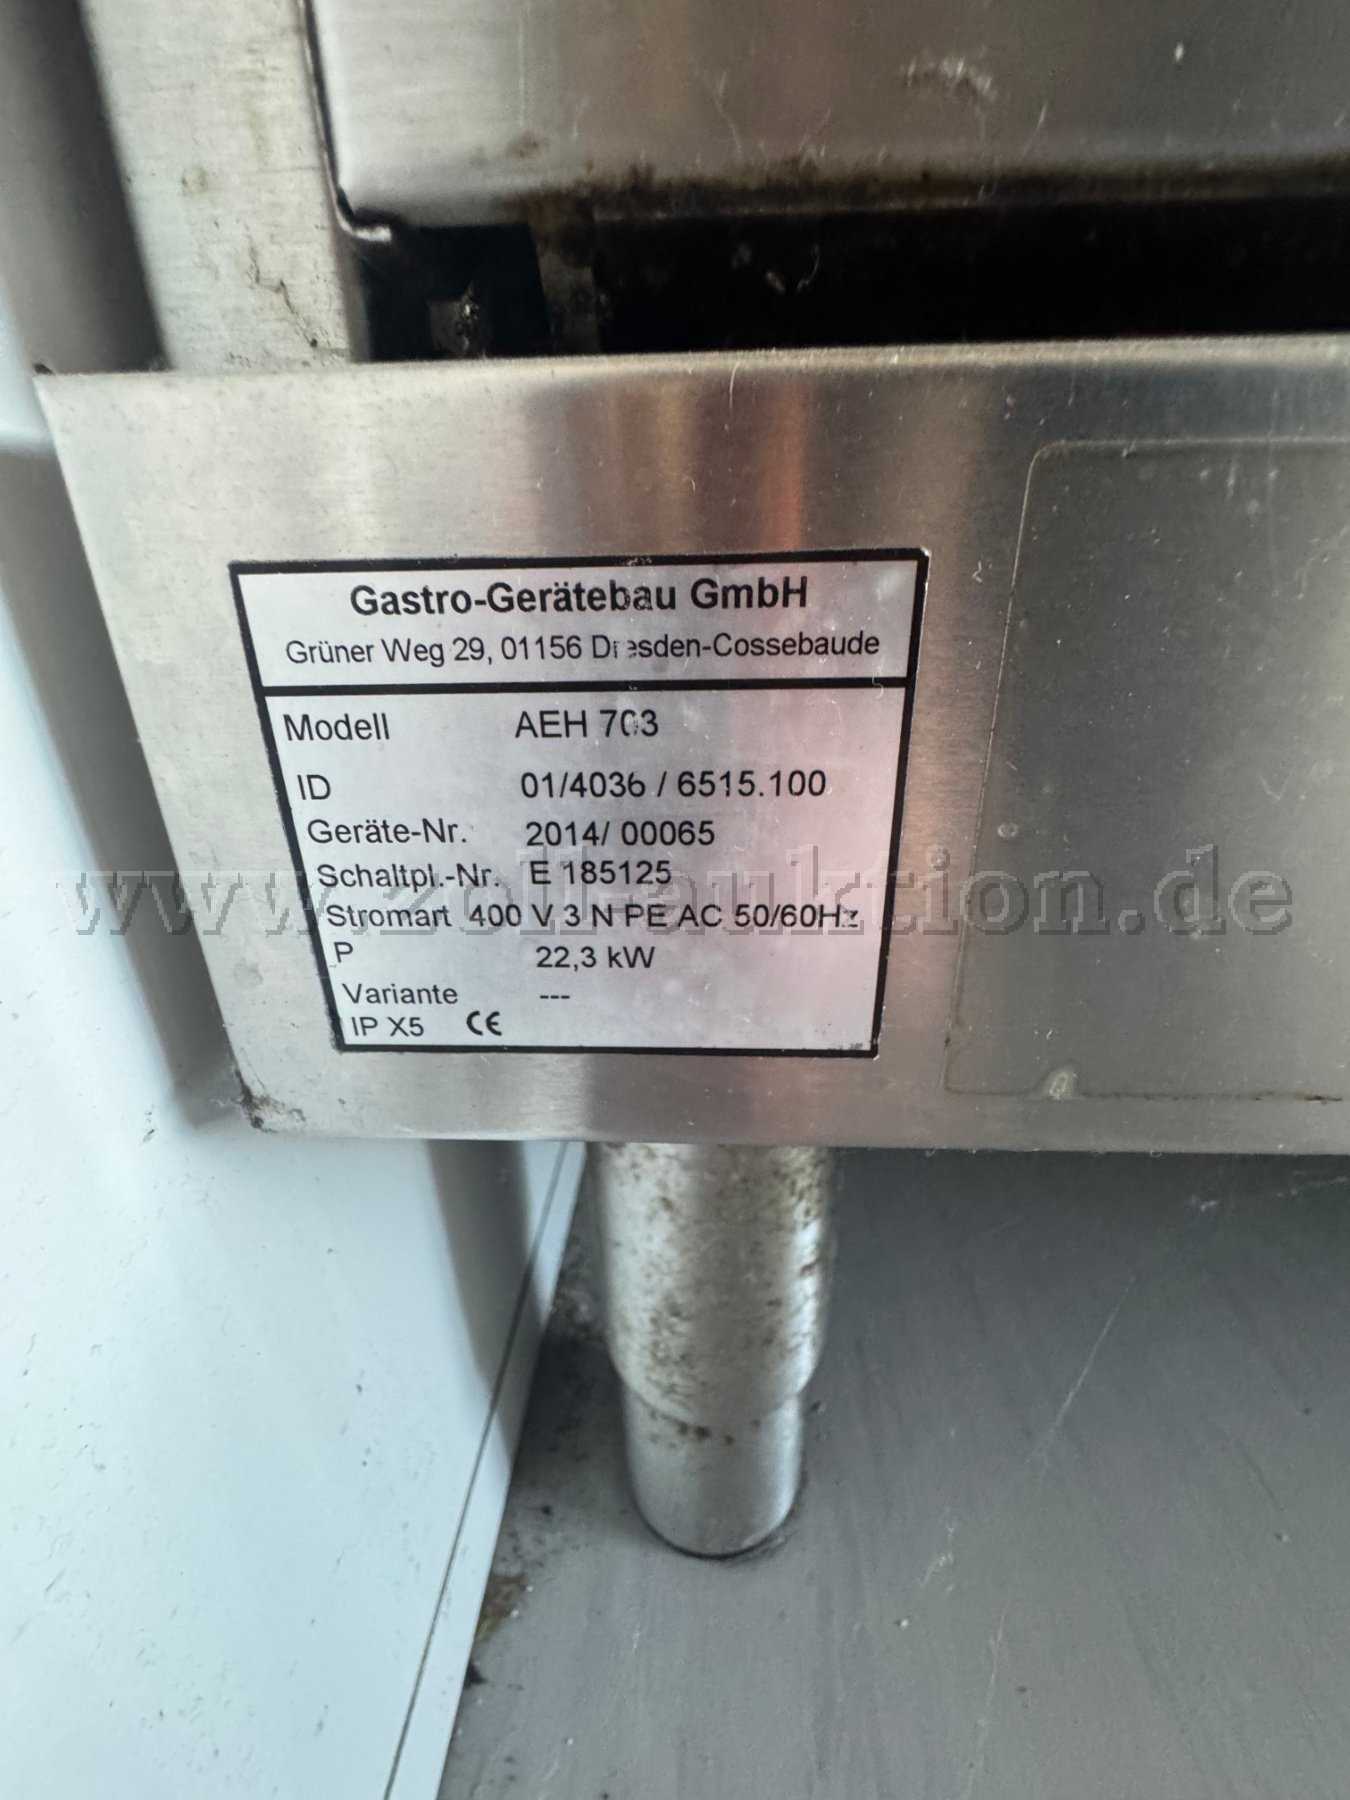 Gastro-Gerätebau GmbH
Grüner Weg 29, 01156 Dresden-Cossebaude
Modell AEH 703
ID 01/4036 / 6515.100
Geräte-Nr. 2014/ 00065
www.zoll-auktion.de
Schaltpl.-Nr. E 185125
Stromart 400 V 3 N PE AC 50/60Hz
P 22,3 kW
Variante ---
IP X5 CE